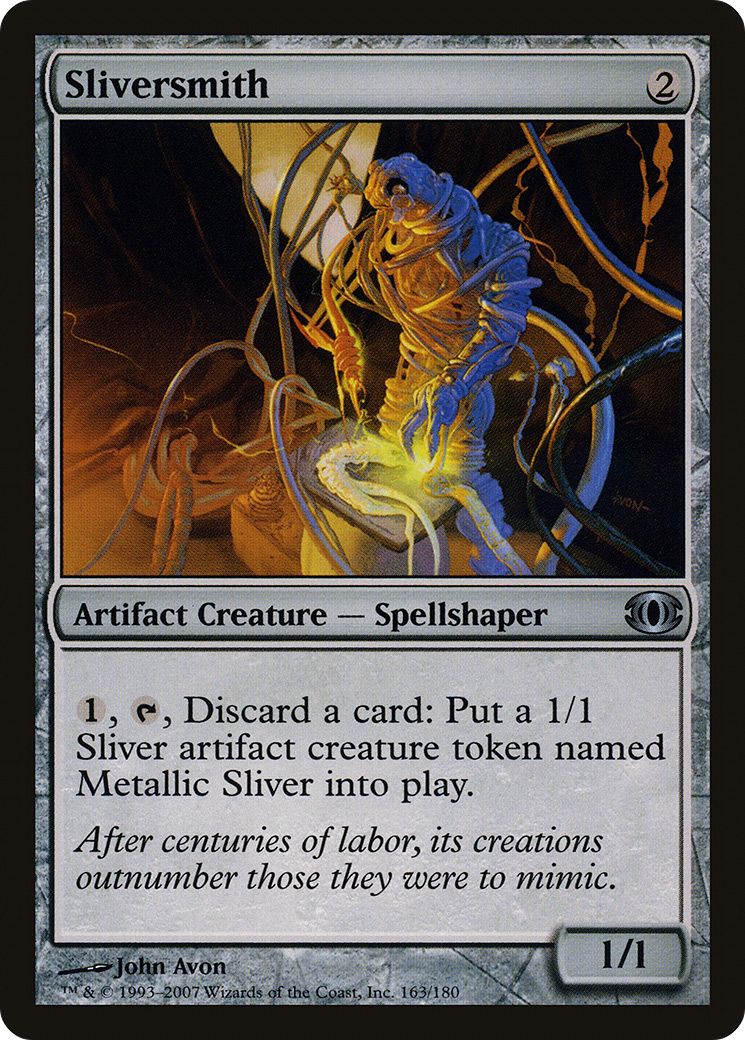 Sliversmith
2
AVON-
Artifact Creature — Spellshaper
1, , Discard a card: Put a 1/1
Sliver artifact creature token named
Metallic Sliver into play.
After centuries of labor, its creations
outnumber those they were to mimic.
1/1
John Avon
™ & © 1993–2007 Wizards of the Coast, Inc. 163/180